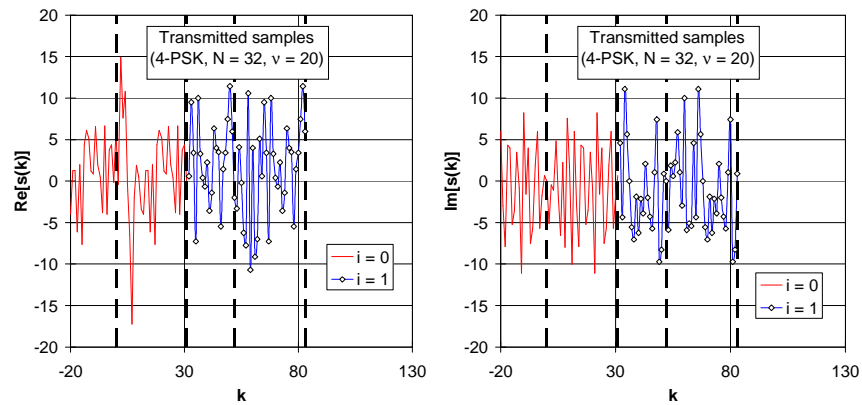 Transmitted samples
(4-PSK, N = 32, ν = 20)
20
15
10
5
0
-5
-10
-15
-20
Re[s(k)]
i = 0
i = 1
-20
30
80
130
k
Transmitted samples
(4-PSK, N = 32, ν = 20)
20
15
10
5
0
-5
-10
-15
-20
Im[s(k)]
i = 0
i = 1
-20
30
80
130
k